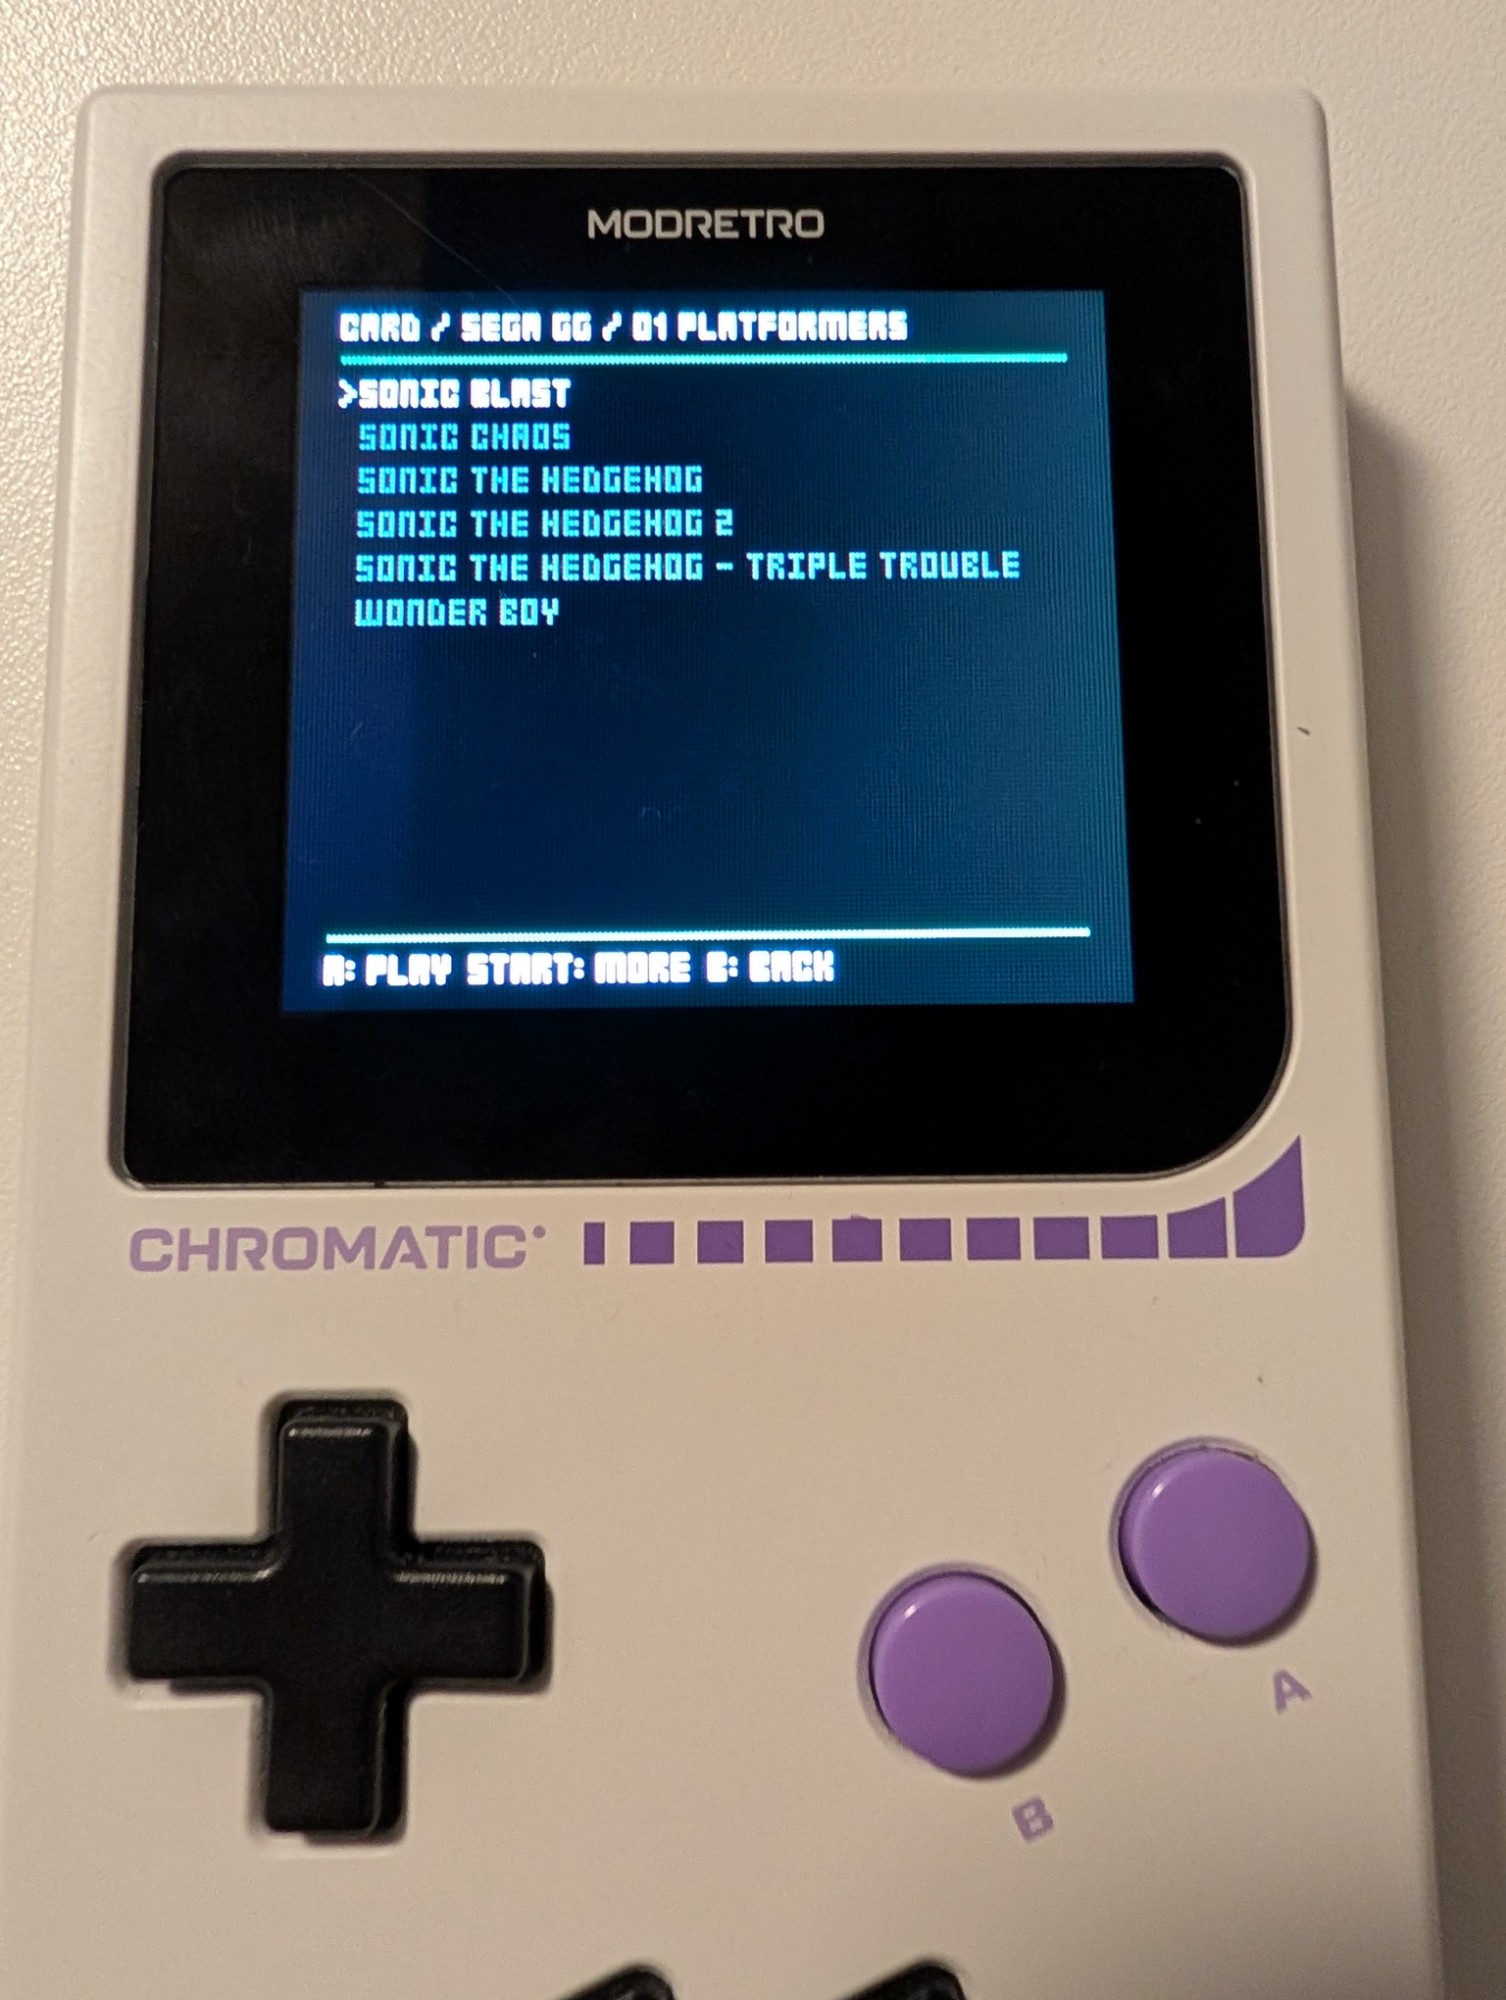 MODRETRO
CARD / SEGA GG / 01 PLATFORMERS
>SONIC BLAST
SONIC CHAOS
SONIC THE HEDGEHOG
SONIC THE HEDGEHOG 2
SONIC THE HEDGEHOG - TRIPLE TROUBLE
WONDER BOY
A: PLAY START: MORE B: BACK
CHROMATIC
A
B